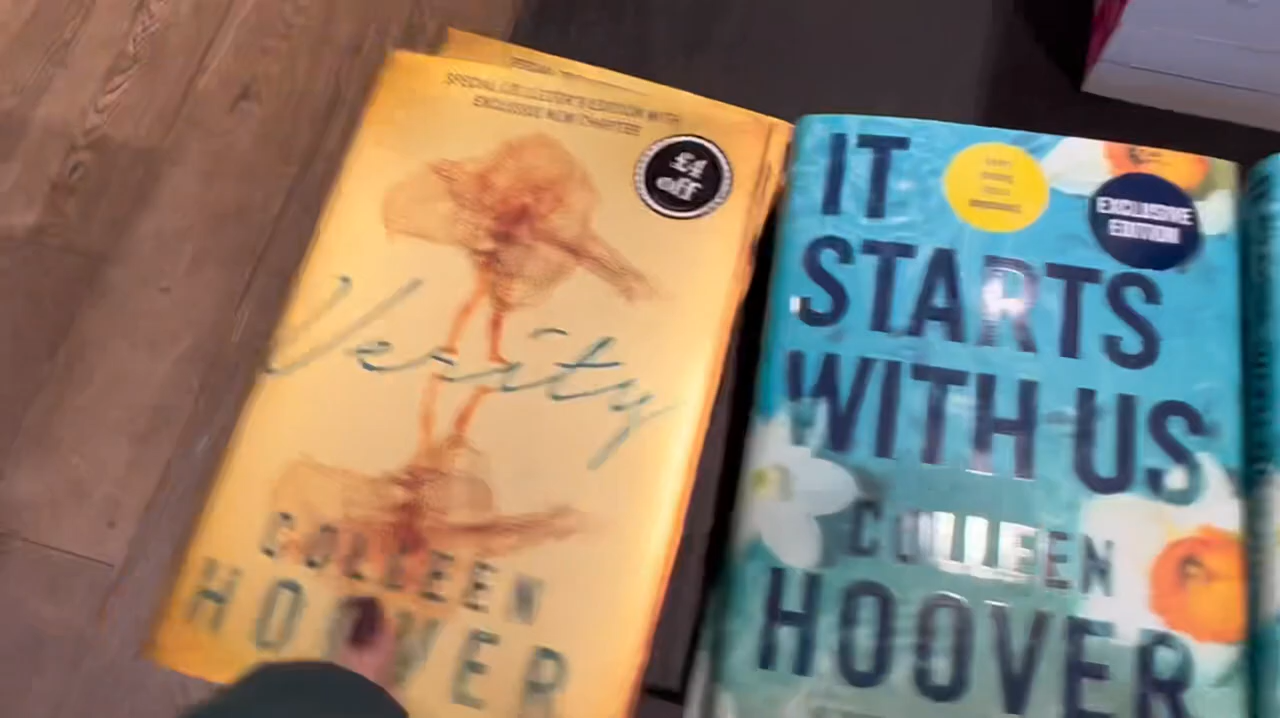 SPECIAL COLLECTOR'S EDITION WITH
EXCLUSIVE NEW CHAPTER
£4
off
Verity
COLLEEN
HOOVER
IT
STARTS
WITH US
EXCLUSIVE
EDITION
COLLEEN
HOOVER